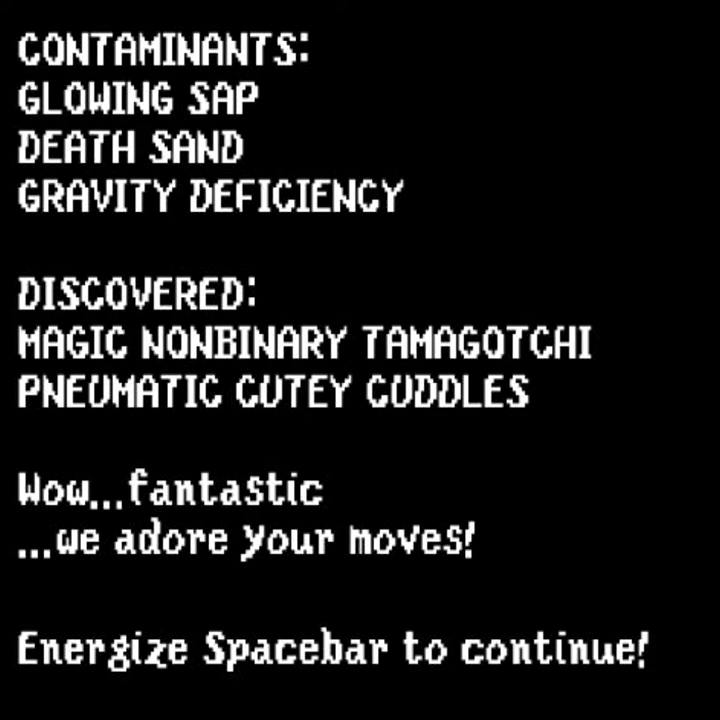 CONTAMINANTS:
GLOWING SAP
DEATH SAND
GRAVITY DEFICIENCY
DISCOVERED:
MAGIC NONBINARY TAMAGOTCHI
PNEUMATIC CUTEY CUDDLES
Wow...fantastic
...we adore your moves!
Energize Spacebar to continue!